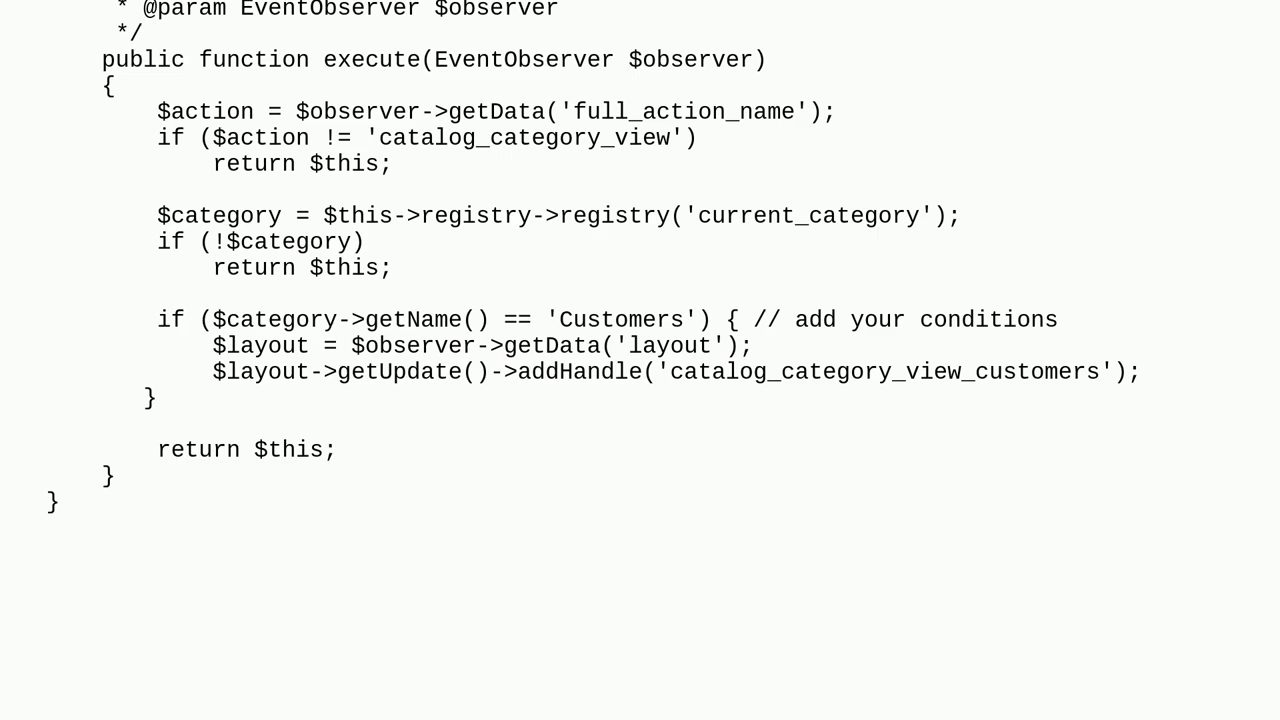 * @param EventObserver $observer
*/
public function execute(EventObserver $observer)
{
$action = $observer->getData('full_action_name');
if ($action != 'catalog_category_view')
return $this;
$category = $this->registry->registry('current_category');
if (!$category)
return $this;
if ($category->getName() == 'Customers') { // add your conditions
$layout = $observer->getData('layout');
$layout->getUpdate()->addHandle('catalog_category_view_customers');
}
return $this;
}
}